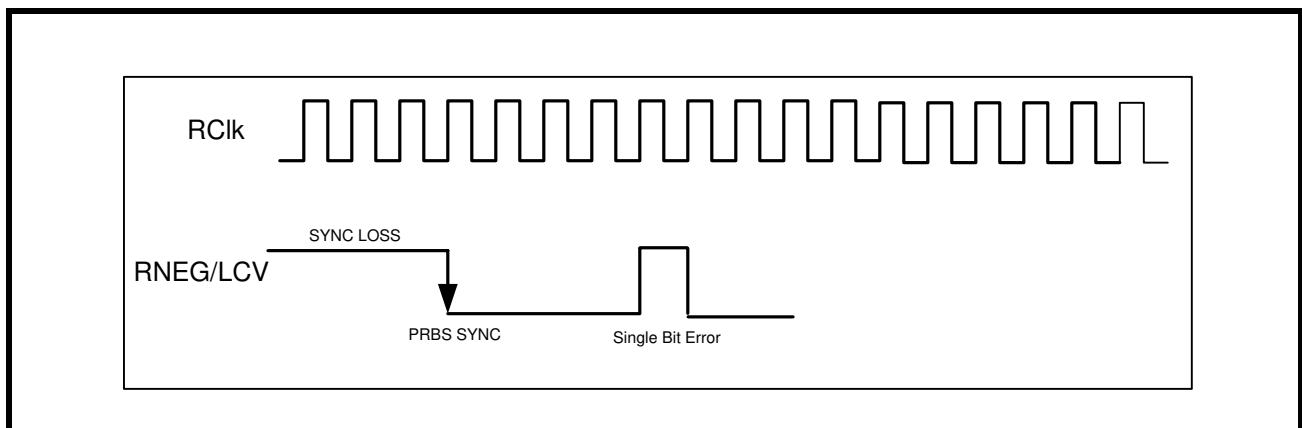 RClk
SYNC LOSS
RNEG/LCV
PRBS SYNC
Single Bit Error